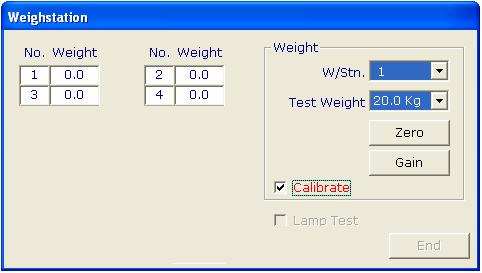 Weighstation
No. Weight No. Weight
1 0.0 2 0.0
3 0.0 4 0.0
Weight
W/Stn. 1
Test Weight 20.0 Kg
Zero
Gain
Calibrate
Lamp Test
End